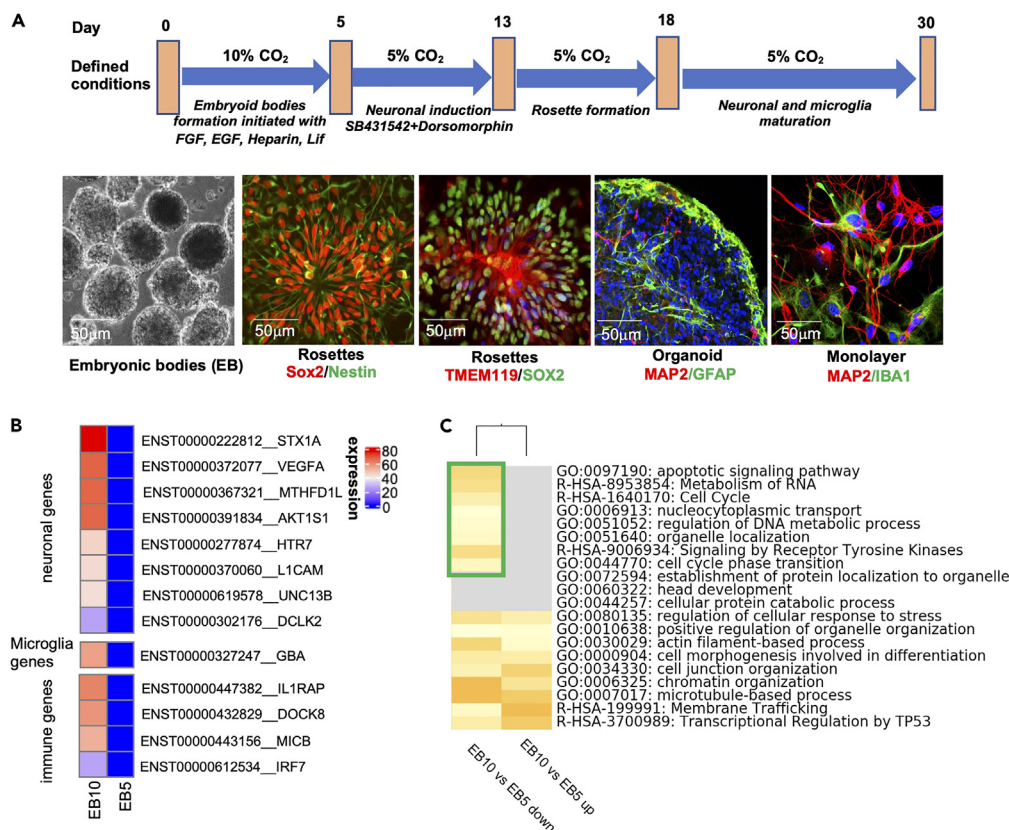 A
Day
0
5
13
18
30
Defined
conditions
10% CO₂
5% CO₂
5% CO₂
5% CO₂
Embryoid bodies
formation initiated with
FGF, EGF, Heparin, Lif
Neuronal induction
SB431542+Dorsomorphin
Rosette formation
Neuronal and microglia
maturation
50μm
50μm
50μm
50μm
50μm
Embryonic bodies (EB)
Rosettes
Sox2/Nestin
Rosettes
TMEM119/SOX2
Organoid
MAP2/GFAP
Monolayer
MAP2/IBA1
B
neuronal genes
ENST00000222812__STX1A
ENST00000372077__VEGFA
ENST00000367321__MTHFD1L
ENST00000391834__AKT1S1
ENST00000277874__HTR7
ENST00000370060__L1CAM
ENST00000619578__UNC13B
ENST00000302176__DCLK2
Microglia
genes
ENST00000327247__GBA
immune genes
ENST00000447382__IL1RAP
ENST00000432829__DOCK8
ENST00000443156__MICB
ENST00000612534__IRF7
EB10
EB5
expression
80
60
40
20
0
C
GO:0097190: apoptotic signaling pathway
R-HSA-8953854: Metabolism of RNA
R-HSA-1640170: Cell Cycle
GO:0006913: nucleocytoplasmic transport
GO:0051052: regulation of DNA metabolic process
GO:0051640: organelle localization
R-HSA-9006934: Signaling by Receptor Tyrosine Kinases
GO:0044770: cell cycle phase transition
GO:0072594: establishment of protein localization to organelle
GO:0060322: head development
GO:0044257: cellular protein catabolic process
GO:0080135: regulation of cellular response to stress
GO:0010638: positive regulation of organelle organization
GO:0030029: actin filament-based process
GO:0000904: cell morphogenesis involved in differentiation
GO:0034330: cell junction organization
GO:0006325: chromatin organization
GO:0007017: microtubule-based process
R-HSA-199991: Membrane Trafficking
R-HSA-3700989: Transcriptional Regulation by TP53
EB10 vs EB5 down
EB10 vs EB5 up